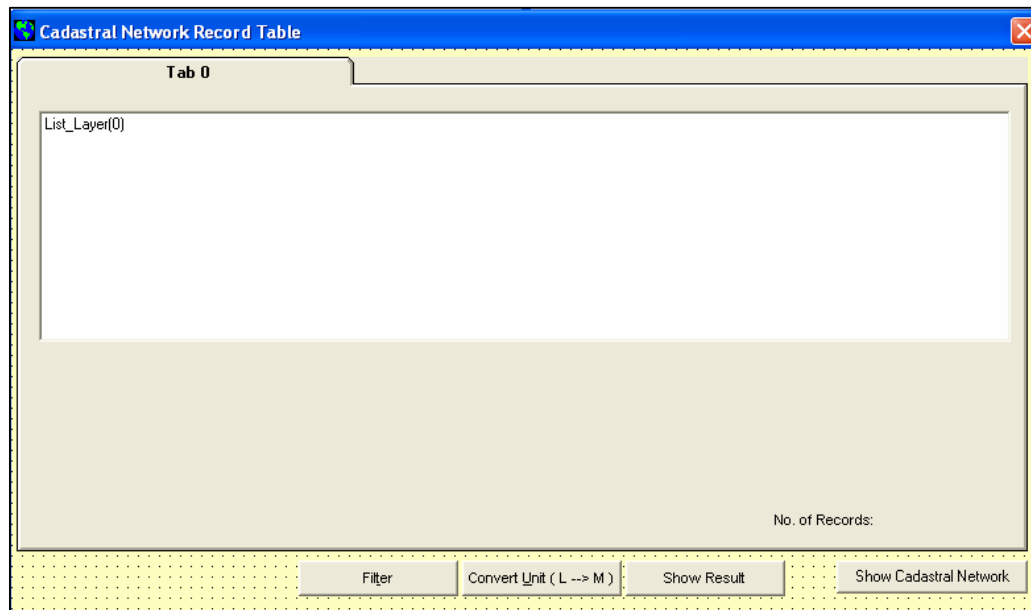 Cadastral Network Record Table
Tab 0
List_Layer(0)
No. of Records:
Filter
Convert Unit ( L --> M )
Show Result
Show Cadastral Network